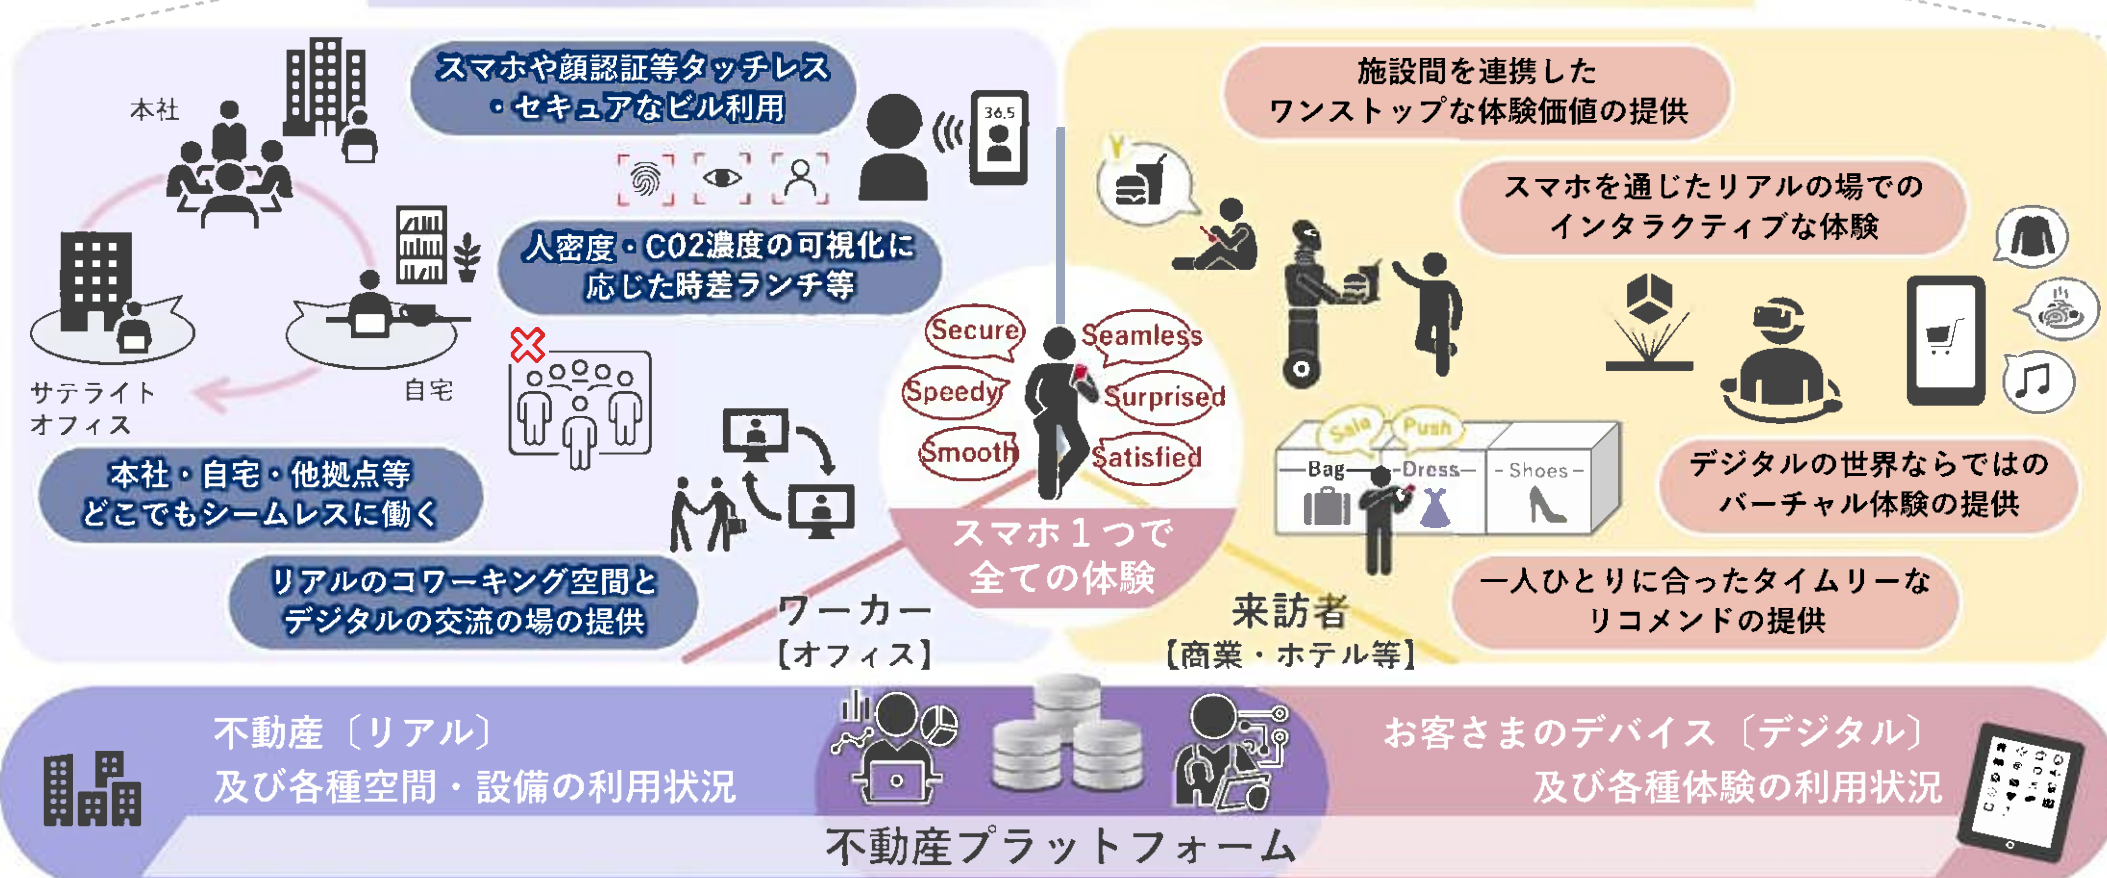 本社
スマホや顔認証等タッチレス
・セキュアなビル利用
36.5
人密度・CO2濃度の可視化に
応じた時差ランチ等
サテライト
オフィス
自宅
本社・自宅・他拠点等
どこでもシームレスに働く
リアルのコワーキング空間と
デジタルの交流の場の提供
ワーカー
【オフィス】
Secure
Speedy
Smooth
Seamless
Surprised
Satisfied
スマホ１つで
全ての体験
施設間を連携した
ワンストップな体験価値の提供
スマホを通じたリアルの場での
インタラクティブな体験
Sale
Push
Bag
Dress
Shoes
デジタルの世界ならではの
バーチャル体験の提供
一人ひとりに合ったタイムリーな
リコメンドの提供
来訪者
【商業・ホテル等】
不動産〔リアル〕
及び各種空間・設備の利用状況
お客さまのデバイス〔デジタル〕
及び各種体験の利用状況
不動産プラットフォーム